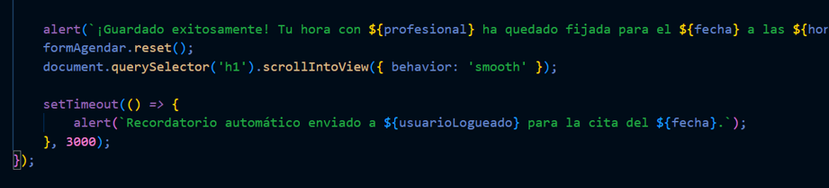 alert(`¡Guardado exitosamente! Tu hora con ${profesional} ha quedado fijada para el ${fecha} a las ${hor
formAgendar.reset();
document.querySelector('h1').scrollIntoView({ behavior: 'smooth' });
setTimeout(() => {
alert(`Recordatorio automático enviado a ${usuarioLogueado} para la cita del ${fecha}.`);
}, 3000);
});